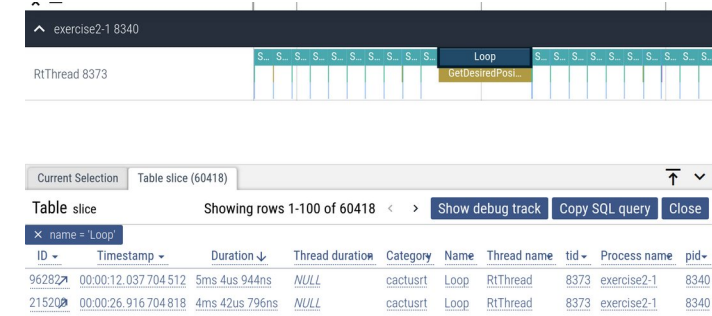 exercise2-1 8340
RtThread 8373
S... S... S... S... S... S... S... S... S... S... Loop S... S... S... S... S... S... S... S... S... S...
GetDesiredPosi...
Current Selection Table slice (60418)
Table slice Showing rows 1-100 of 60418 < > Show debug track Copy SQL query Close
× name = 'Loop'
ID Timestamp Duration Thread duration Category Name Thread name tid Process name pid
96282 00:00:12.037 704 512 5ms 4us 944ns NULL cactusrt Loop RtThread 8373 exercise2-1 8340
00:00:26.916 704 818 4ms 42us 796ns NULL cactusrt Loop RtThread 8373 exercise2-1 8340